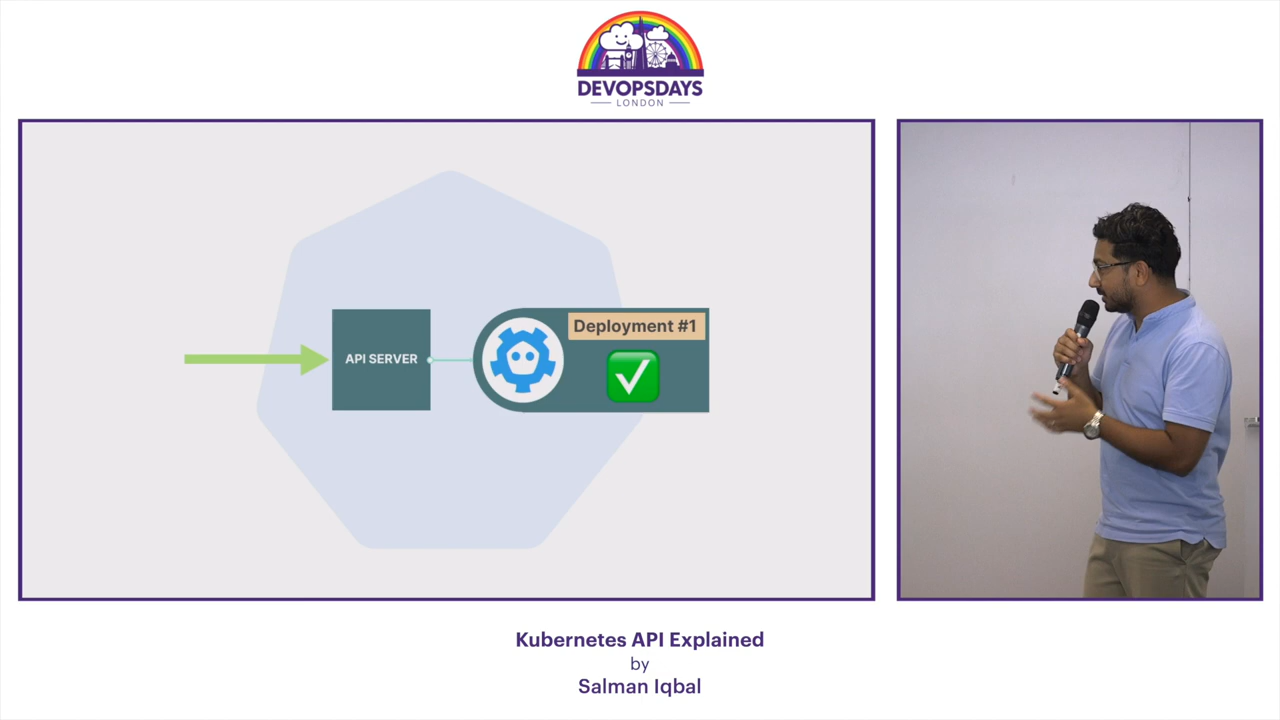 DEVOPSDAYS
LONDON
API SERVER
Deployment #1
Kubernetes API Explained
by
Salman Iqbal